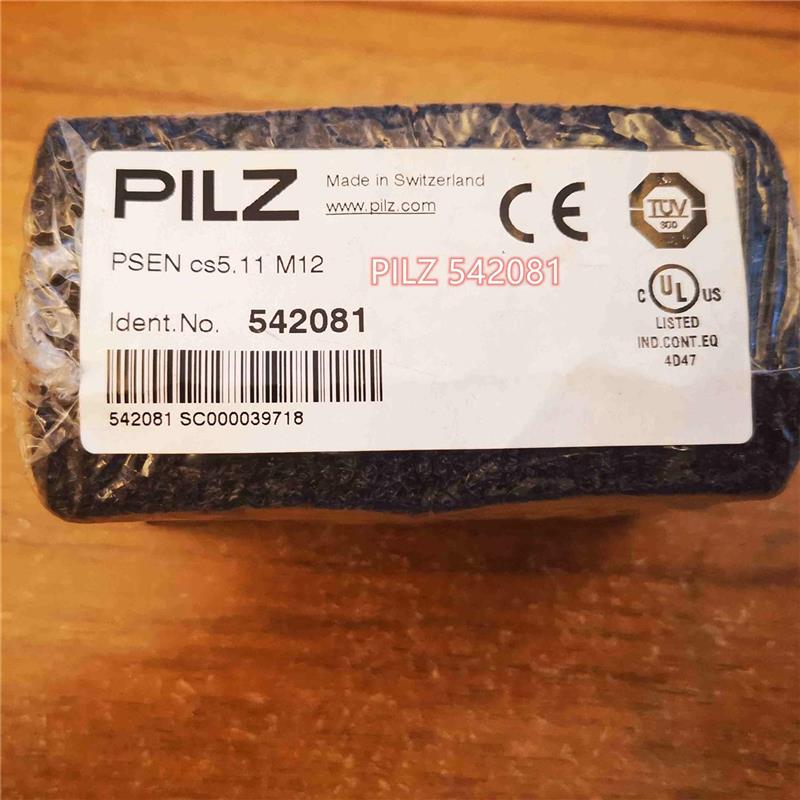 PILZ
Made in Switzerland
www.pilz.com
CE
TÜV
SÜD
PSEN cs5.11 M12
PILZ 542081
Ident.No. 542081
C UL US
LISTED
IND.CONT.EQ
4D47
542081 SC000039718